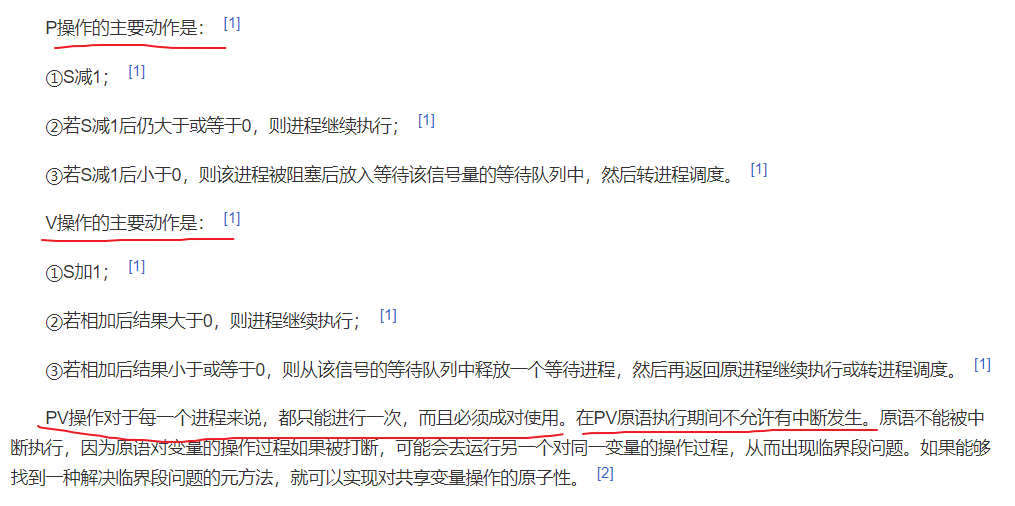 P操作的主要动作是： [1]
①S减1； [1]
②若S减1后仍大于或等于0，则进程继续执行； [1]
③若S减1后小于0，则该进程被阻塞后放入等待该信号量的等待队列中，然后转进程调度。 [1]
V操作的主要动作是： [1]
①S加1； [1]
②若相加后结果大于0，则进程继续执行； [1]
③若相加后结果小于或等于0，则从该信号的等待队列中释放一个等待进程，然后再返回原进程继续执行或转进程调度。 [1]
PV操作对于每一个进程来说，都只能进行一次，而且必须成对使用。在PV原语执行期间不允许有中断发生。原语不能被中
断执行，因为原语对变量的操作过程如果被打断，可能会去运行另一个对同一变量的操作过程，从而出现临界段问题。如果能够
找到一种解决临界段问题的元方法，就可以实现对共享变量操作的原子性。 [2]